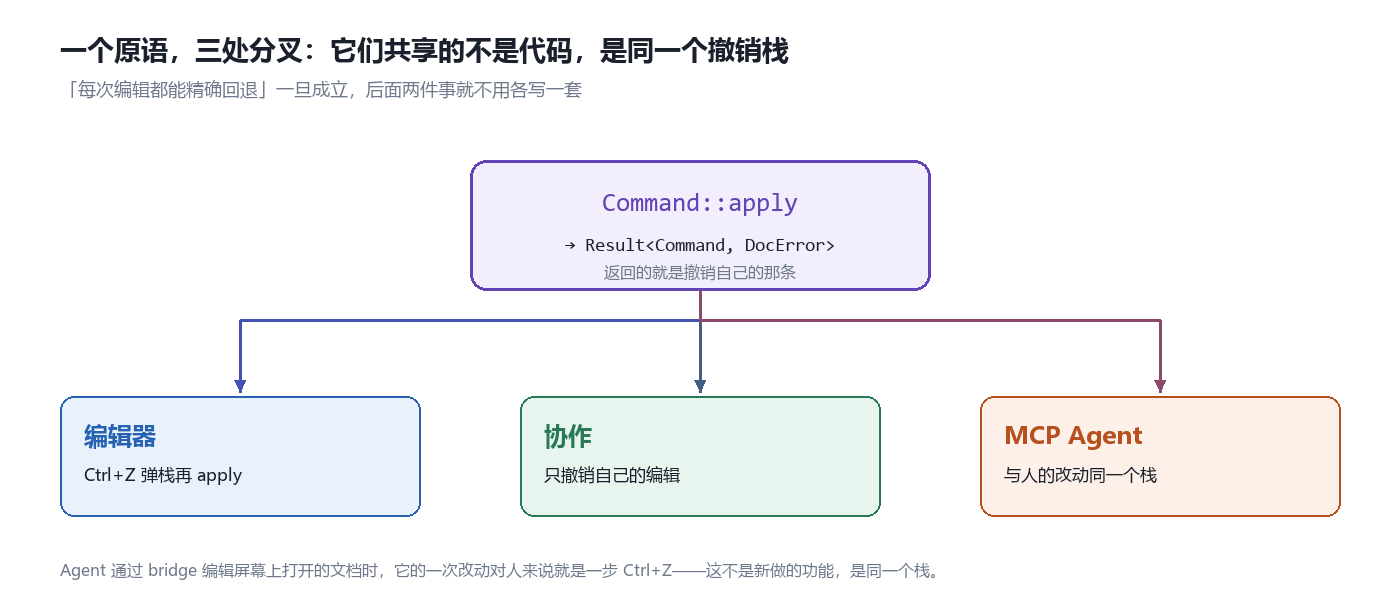 一个原语，三处分叉：它们共享的不是代码，是同一个撤销栈
「每次编辑都能精确回退」一旦成立，后面两件事就不用各写一套
Command::apply
→ Result<Command, DocError>
返回的就是撤销自己的那条
编辑器
Ctrl+Z 弹栈再 apply
协作
只撤销自己的编辑
MCP Agent
与人的改动同一个栈
Agent 通过 bridge 编辑屏幕上打开的文档时，它的一次改动对人来说就是一步 Ctrl+Z——这不是新做的功能，是同一个栈。